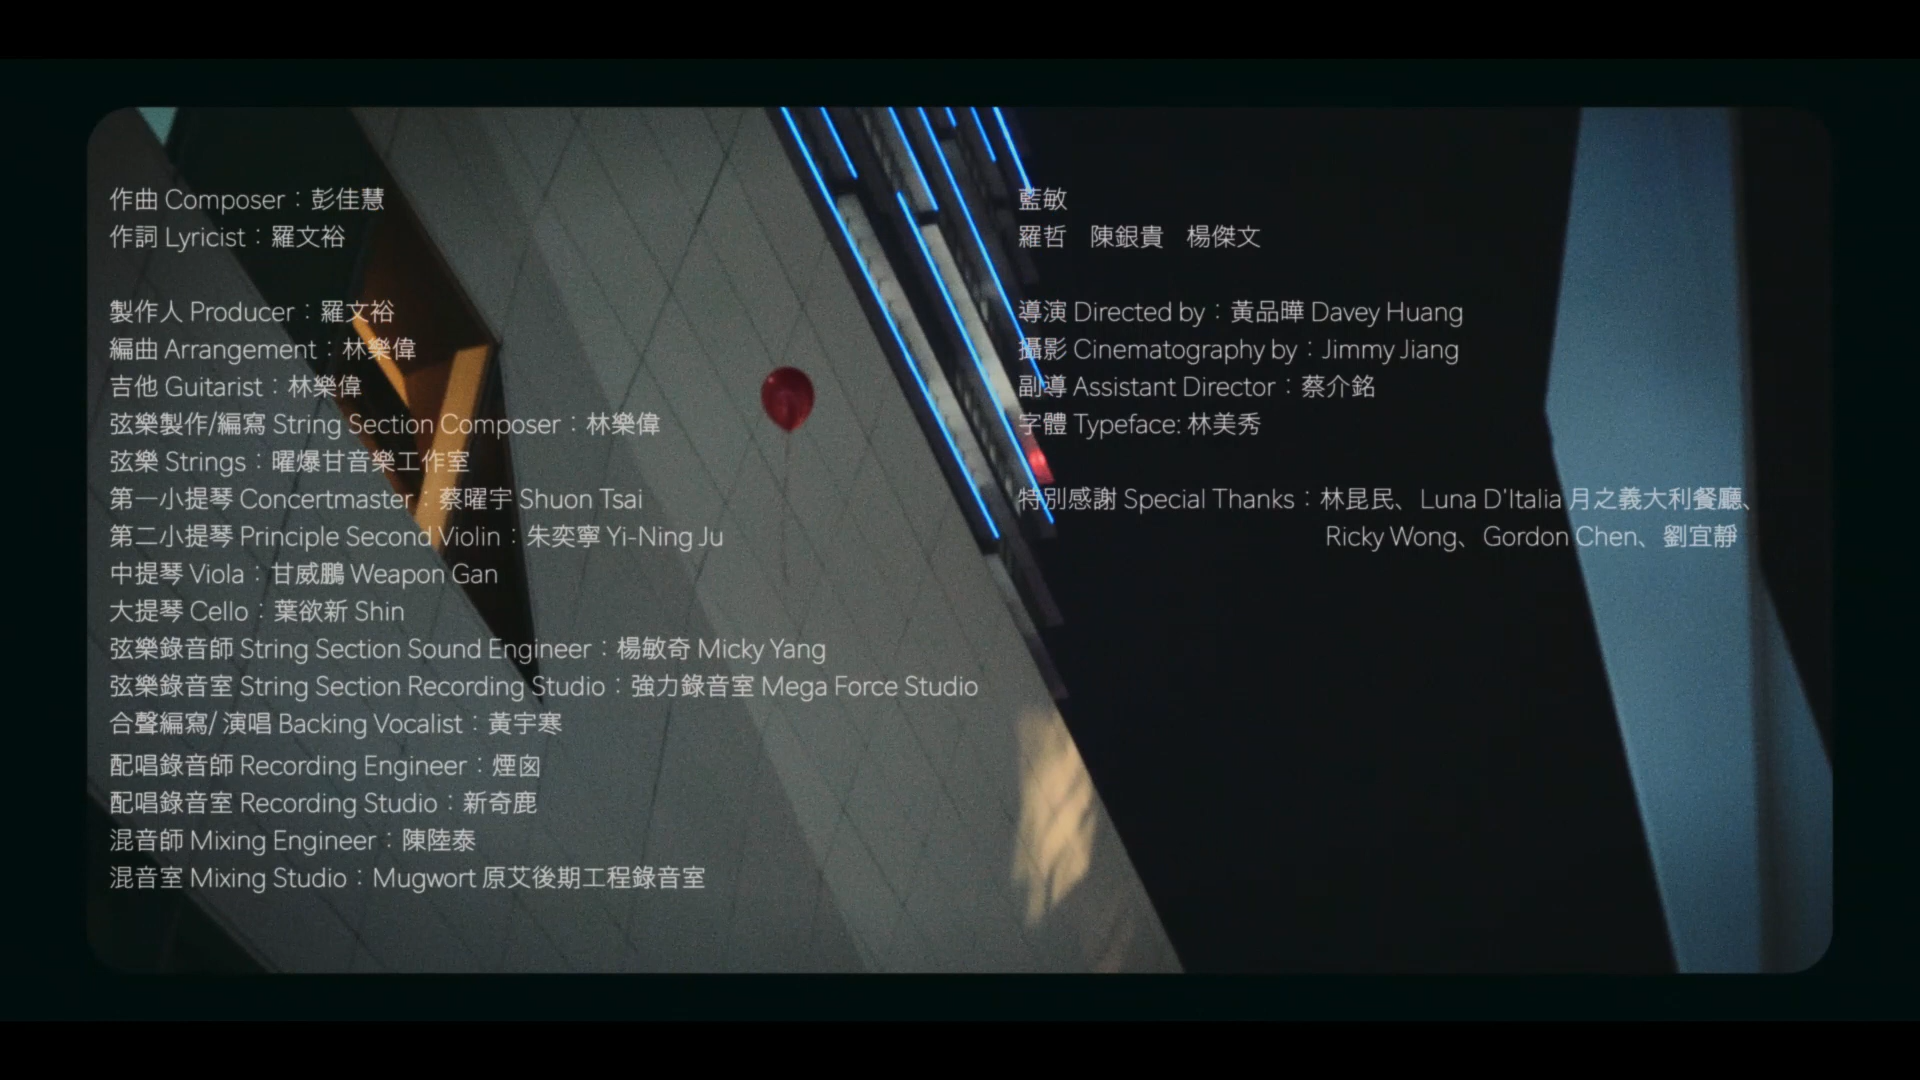 作曲 Composer：彭佳慧
作詞 Lyricist：羅文裕
製作人 Producer：羅文裕
編曲 Arrangement：林樂偉
吉他 Guitarist：林樂偉
弦樂製作/編寫 String Section Composer：林樂偉
弦樂 Strings：曜爆甘音樂工作室
第一小提琴 Concertmaster：蔡曜宇 Shuon Tsai
第二小提琴 Principle Second Violin：朱奕寧 Yi-Ning Ju
中提琴 Viola：甘威鵬 Weapon Gan
大提琴 Cello：葉欲新 Shin
弦樂錄音師 String Section Sound Engineer：楊敏奇 Micky Yang
弦樂錄音室 String Section Recording Studio：強力錄音室 Mega Force Studio
合聲編寫/ 演唱 Backing Vocalist：黃宇寒
配唱錄音師 Recording Engineer：煙囪
配唱錄音室 Recording Studio：新奇鹿
混音師 Mixing Engineer：陳陸泰
混音室 Mixing Studio：Mugwort 原艾後期工程錄音室
藍敏
羅哲 陳銀貴 楊傑文
導演 Directed by：黃品曄 Davey Huang
攝影 Cinematography by：Jimmy Jiang
副導 Assistant Director：蔡介銘
字體 Typeface: 林美秀
特別感謝 Special Thanks：林昆民、Luna D'Italia 月之義大利餐廳、
Ricky Wong、Gordon Chen、劉宜靜